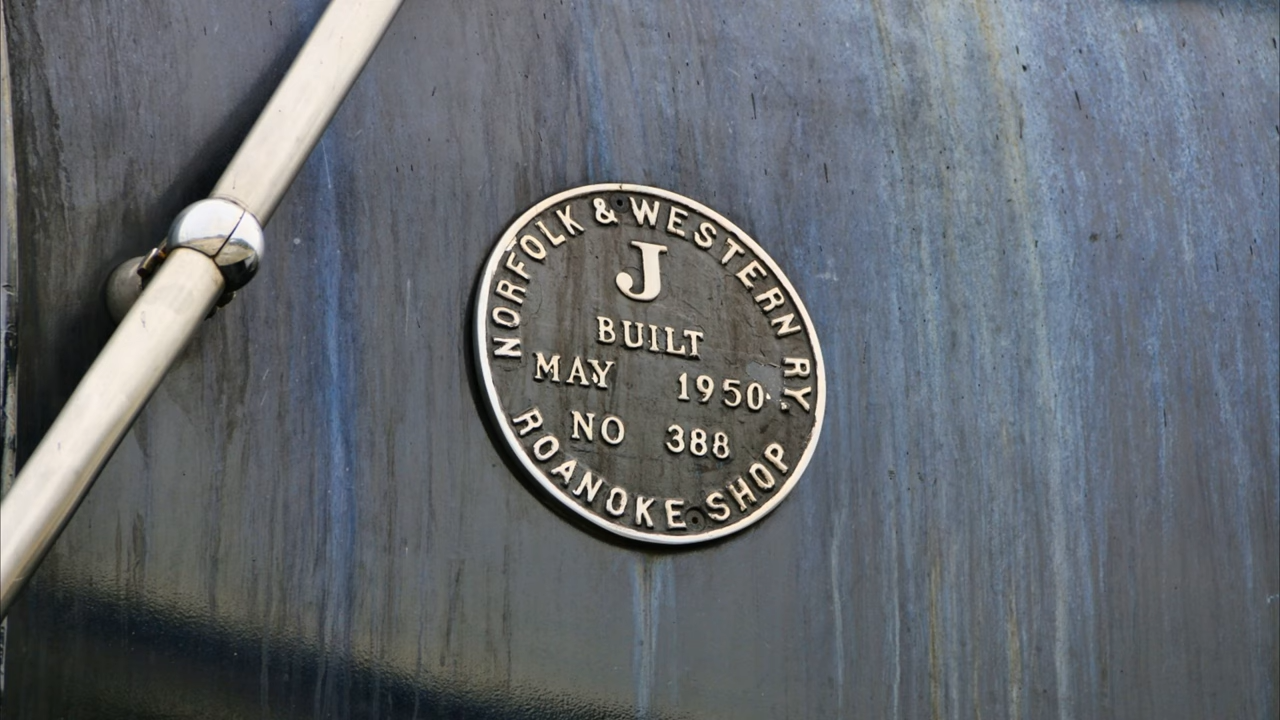 NORFOLK & WESTERN RY.
J
BUILT
MAY 1950
NO 388
ROANOKE SHOP